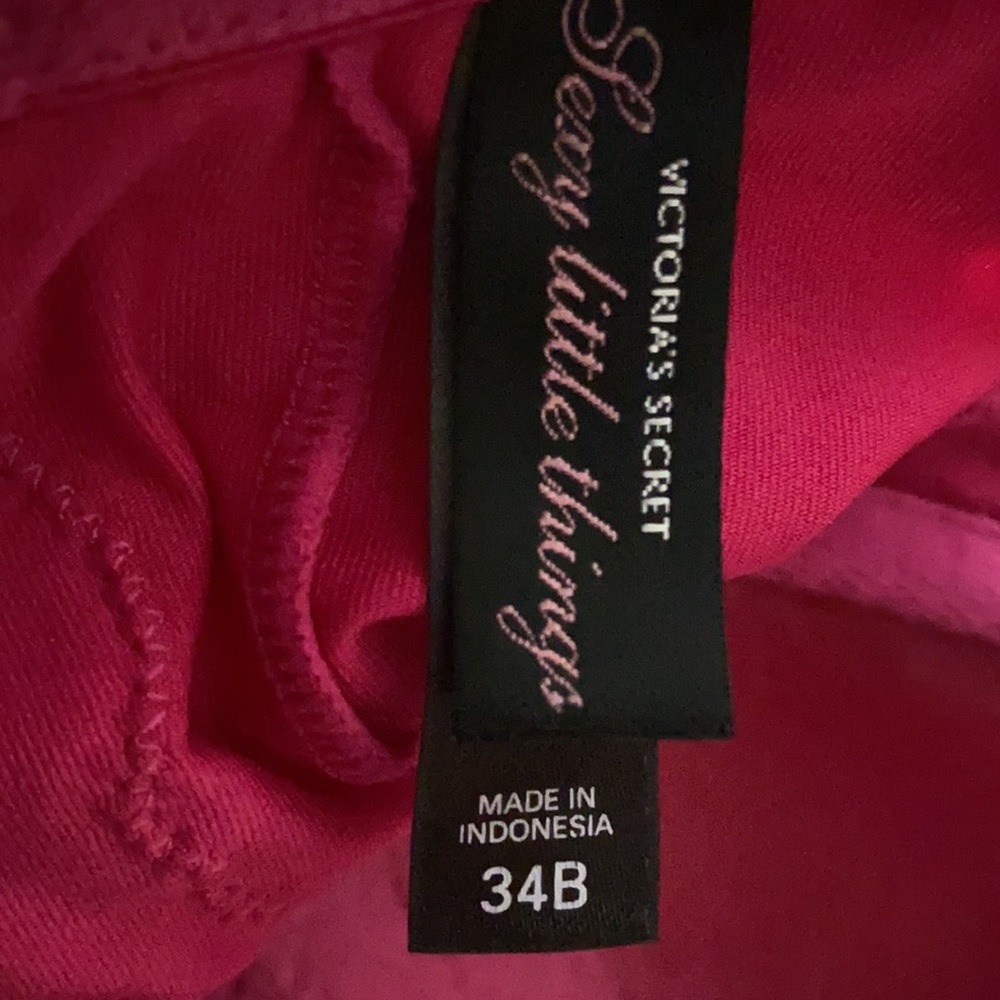 VICTORIA'S SECRET
Sexy little things
MADE IN
INDONESIA
34B